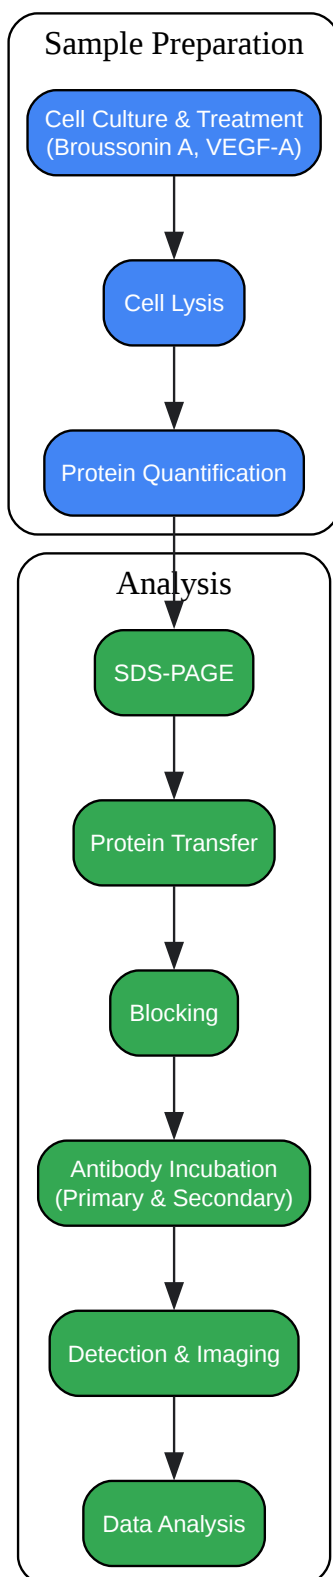 Sample Preparation
Cell Culture & Treatment
(Broussonin A, VEGF-A)
Cell Lysis
Protein Quantification
Analysis
SDS-PAGE
Protein Transfer
Blocking
Antibody Incubation
(Primary & Secondary)
Detection & Imaging
Data Analysis